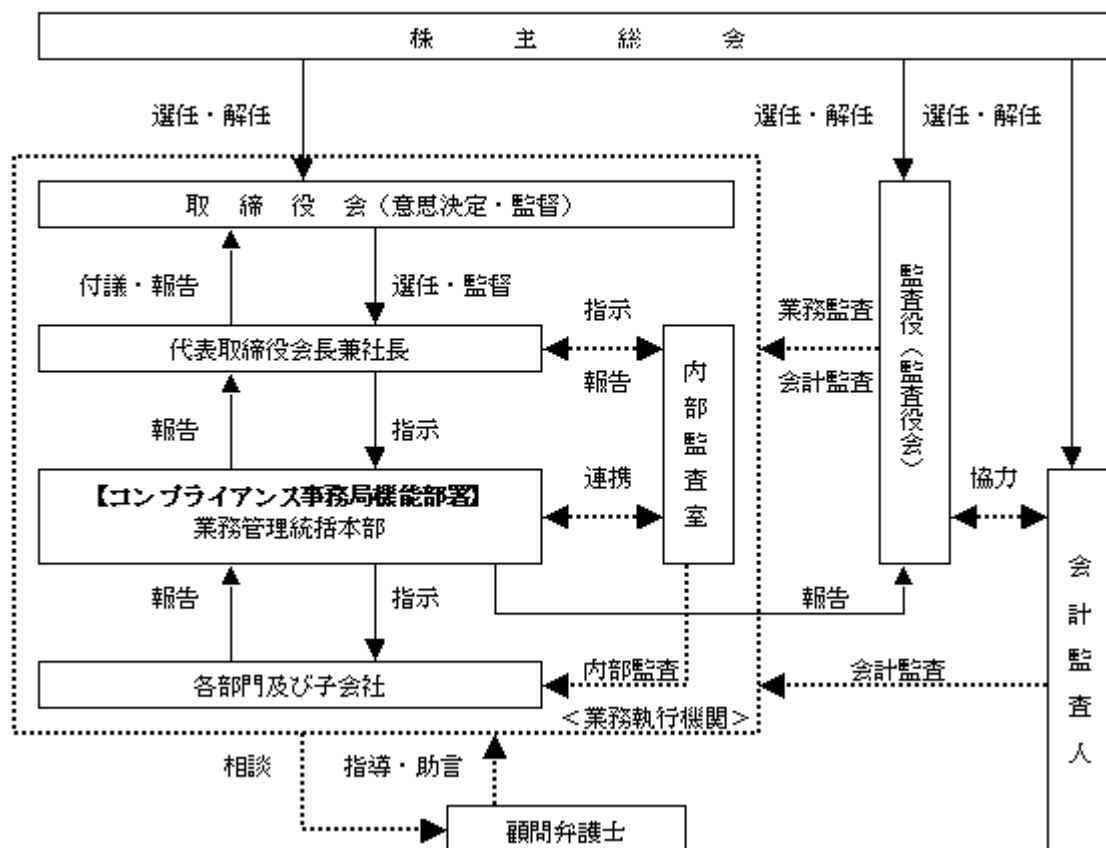 株主総会
選任・解任
選任・解任
選任・解任
取締役会(意思決定・監督)
付議・報告
選任・監督
代表取締役会長兼社長
指示
報告
内部監査室
業務監査
会計監査
監査役(監査役会)
報告
指示
【コンプライアンス事務局機能部署】
業務管理統括本部
連携
協力
会計監査人
報告
指示
報告
各部門及び子会社
内部監査
会計監査
<業務執行機関>
相談
指導・助言
顧問弁護士